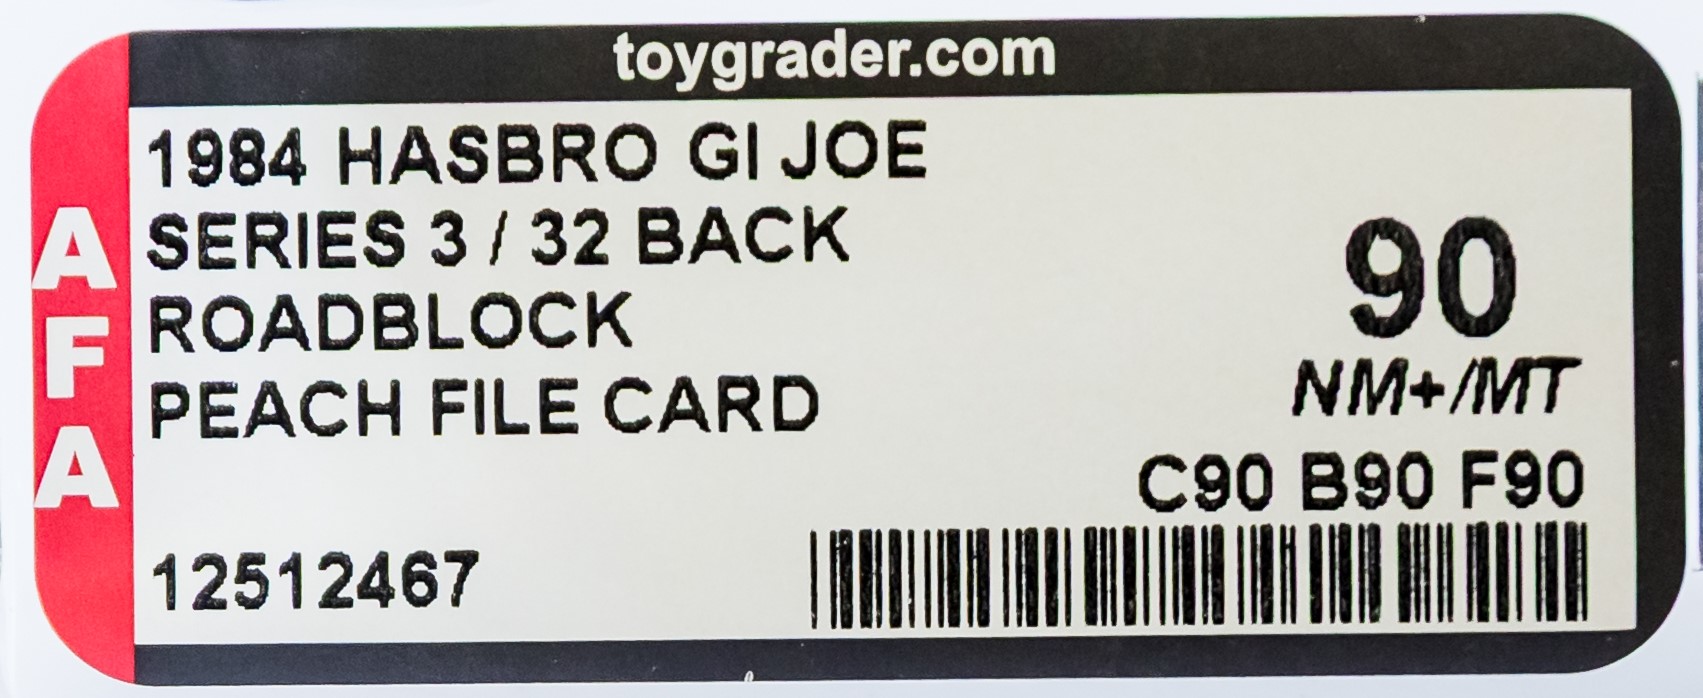 toygrader.com
AFA
1984 HASBRO GI JOE
SERIES 3 / 32 BACK
ROADBLOCK
PEACH FILE CARD
90
NM+/MT
C90 B90 F90
12512467